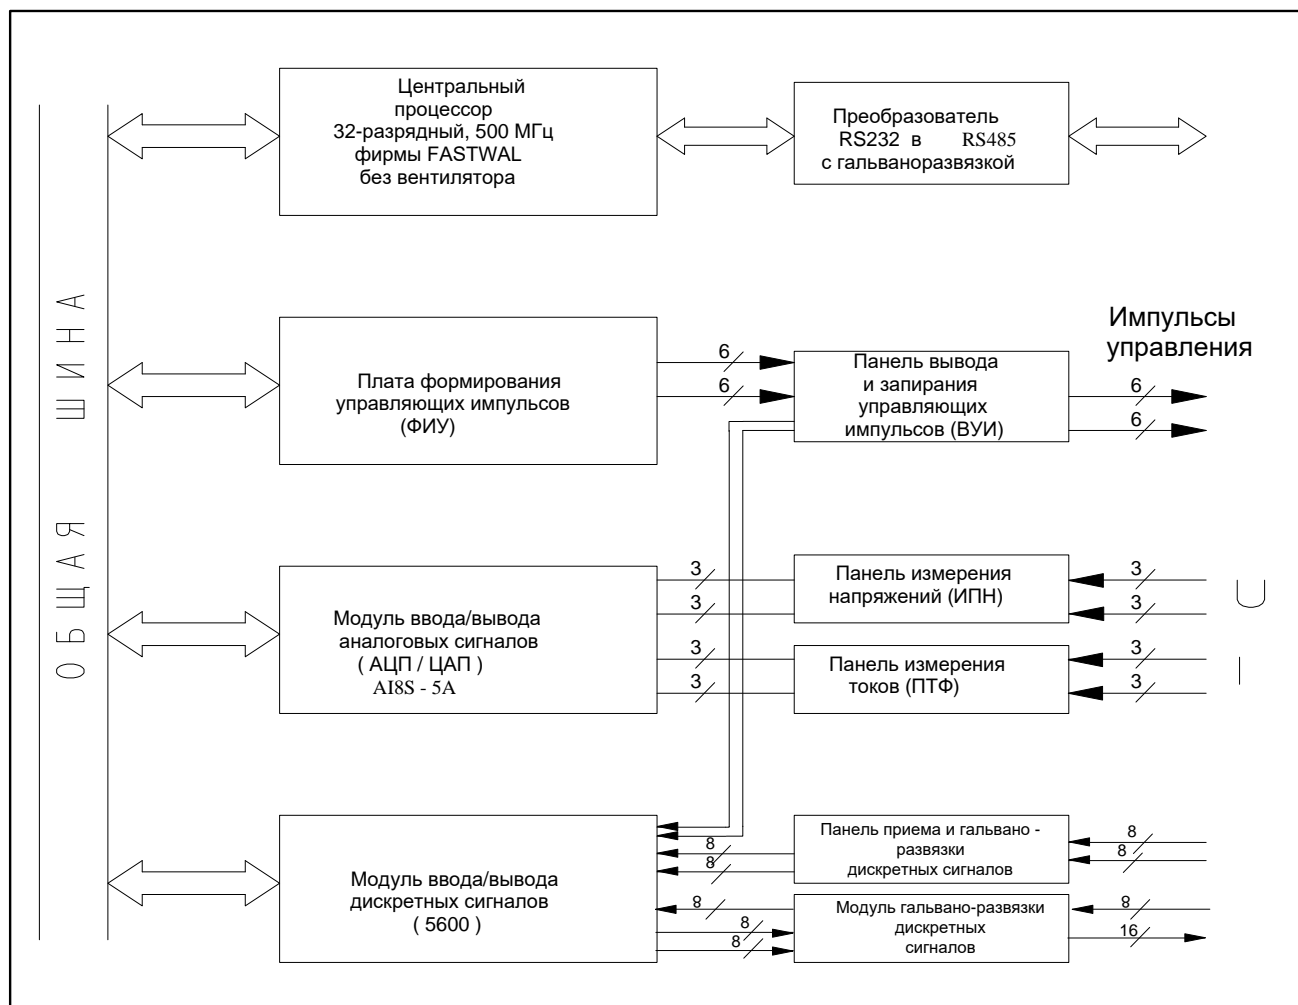 ОБЩАЯ ШИНА
Центральный
процессор
32-разрядный, 500 МГц
фирмы FASTWAL
без вентилятора
Преобразователь
RS232 в RS485
с гальваноразвязкой
Плата формирования
управляющих импульсов
(ФИУ)
6
6
Панель вывода
и запирания
управляющих
импульсов (ВУИ)
Импульсы
управления
6
6
Модуль ввода/вывода
аналоговых сигналов
( АЦП / ЦАП )
AI8S - 5A
3
3
3
3
Панель измерения
напряжений (ИПН)
3
3
U
Панель измерения
токов (ПТФ)
3
3
I
Модуль ввода/вывода
дискретных сигналов
( 5600 )
8
8
8
8
8
Панель приема и гальвано -
развязки
дискретных сигналов
8
8
Модуль гальвано-развязки
дискретных
сигналов
8
16